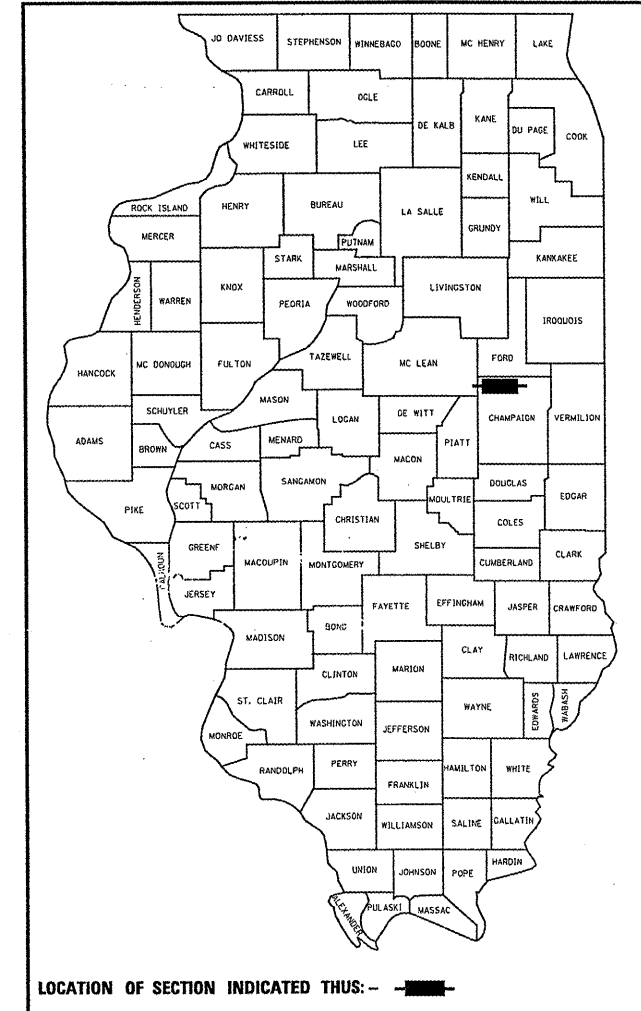 JO DAVIESS STEPHENSON WINNEBAGO BOONE MC HENRY LAKE
CARROLL OGLE DE KALB KANE DU PAGE COOK
WHITESIDE LEE
KENDALL WILL
ROCK ISLAND HENRY BUREAU LA SALLE GRUNDY
MERCER PUTNAM
STARK MARSHALL KANKAKEE
HENDERSON WARREN KNOX PEORIA WOODFORD LIVINGSTON IROQUOIS
HANCOCK MC DONOUGH FULTON TAZEWELL MC LEAN FORD
SCHUYLER MASON LOGAN DE WITT CHAMPAIGN VERMILION
ADAMS BROWN CASS MENARD MACON PIATT
PIKE SCOTT MORGAN SANGAMON MOULTRIE DOUGLAS EDGAR
CHRISTIAN COLES
GREENF MACOUPIN MONTGOMERY SHELBY CUMBERLAND CLARK
CALHOUN JERSEY
FAYETTE EFFINGHAM JASPER CRAWFORD
MADISON BOND
CLAY RICHLAND LAWRENCE
CLINTON MARION
ST. CLAIR WAYNE EDWARDS WABASH
WASHINGTON JEFFERSON
MONROE
RANDOLPH PERRY HAMILTON WHITE
FRANKLIN
JACKSON WILLIAMSON SALINE GALLATIN
UNION JOHNSON POPE HARDIN
ALEXANDER PULASKI MASSAC
LOCATION OF SECTION INDICATED THUS: –